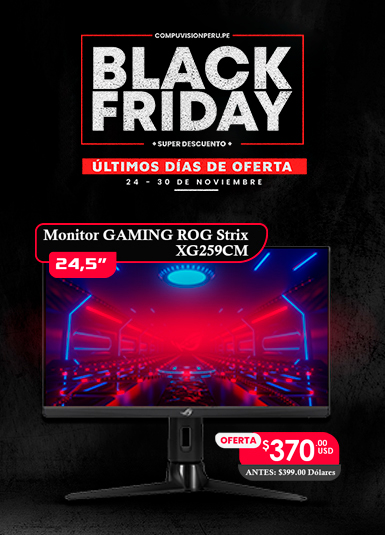 COMPUVISIONPERU.PE
BLACK
FRIDAY
SUPER DESCUENTO
ÚLTIMOS DÍAS DE OFERTA
24 - 30 DE NOVIEMBRE
Monitor GAMING ROG Strix
XG259CM
24,5”
OFERTA
$370.00
USD
ANTES: $399.00 Dólares